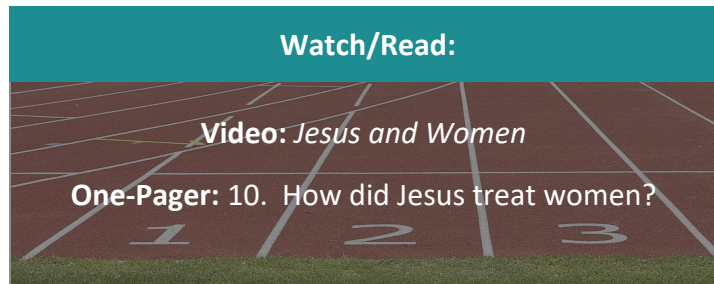 Watch/Read:
Video: Jesus and Women
One-Pager: 10. How did Jesus treat women?
1 2 3